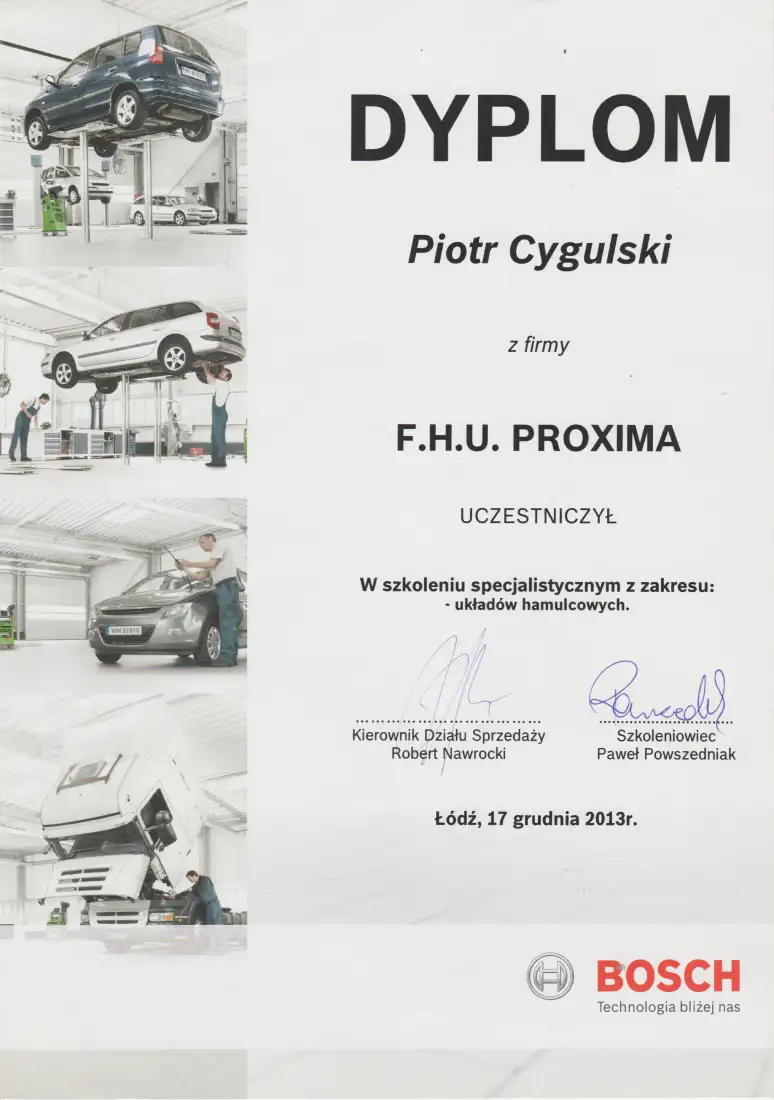 DYPLOM
Piotr Cygulski
z firmy
F.H.U. PROXIMA
UCZESTNICZYŁ
W szkoleniu specjalistycznym z zakresu:
- układów hamulcowych.
Kierownik Działu Sprzedaży
Robert Nawrocki
Szkoleniowiec
Paweł Powszedniak
Łódź, 17 grudnia 2013r.
BOSCH
Technologia bliżej nas